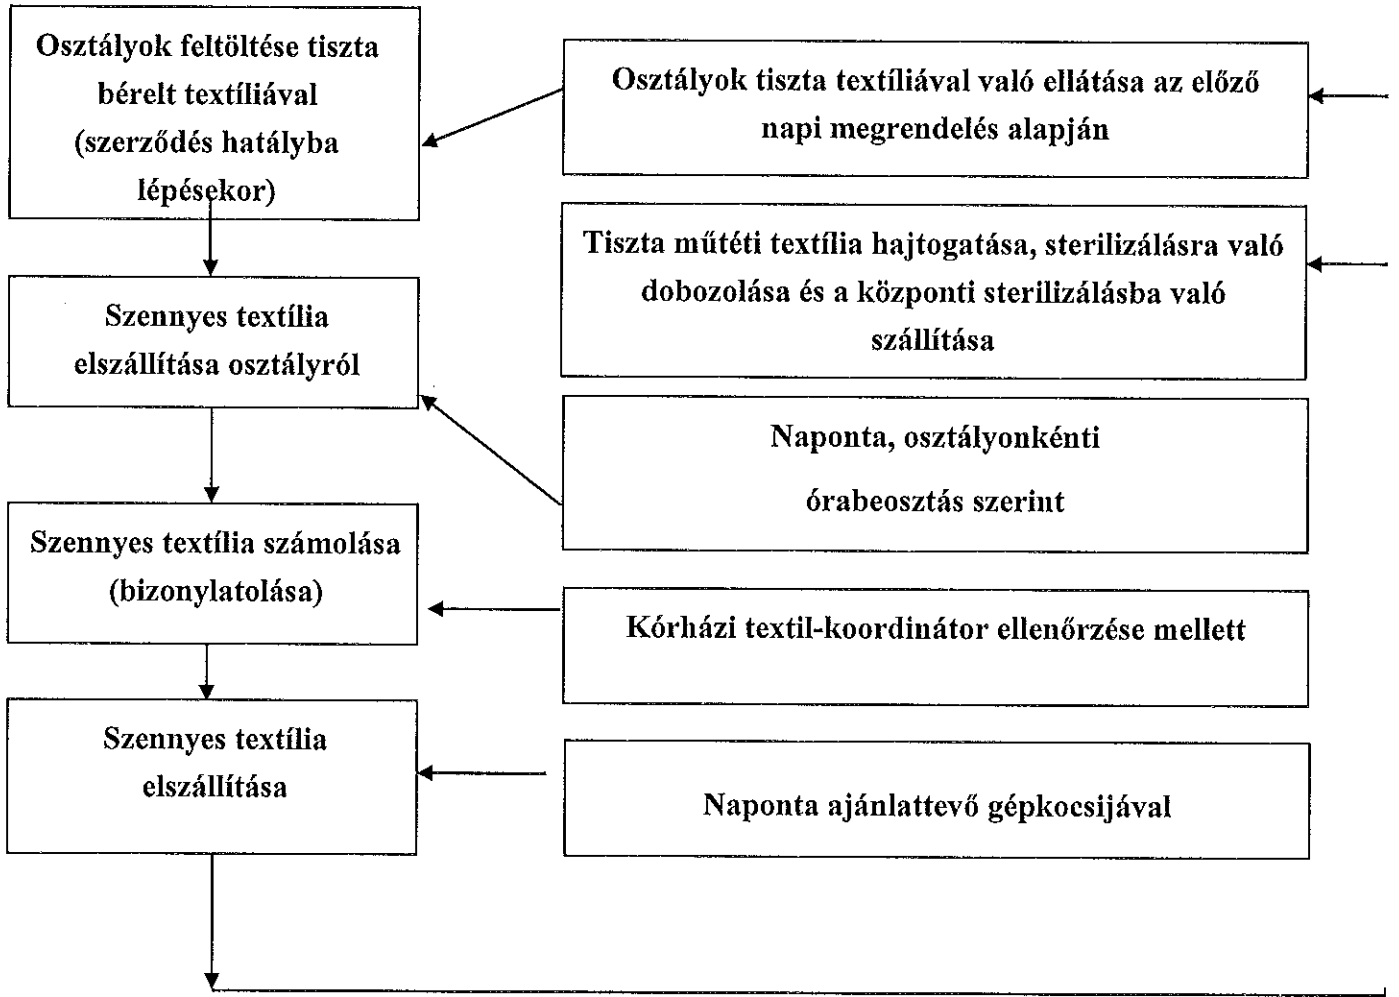 Osztályok feltöltése tiszta
bérelt textíliával
(szerződés hatályba
lépésekor)
Osztályok tiszta textíliával való ellátása az előző
napi megrendelés alapján
Tiszta műtéti textília hajtogatása, sterilizálásra való
dobozolása és a központi sterilizálásba való
szállítása
Szennyes textília
elszállítása osztályról
Naponta, osztályonkénti
órabeosztás szerint
Szennyes textília számolása
(bizonylatolása)
Kórházi textil-koordinátor ellenőrzése mellett
Szennyes textília
elszállítása
Naponta ajánlattevő gépkocsijával